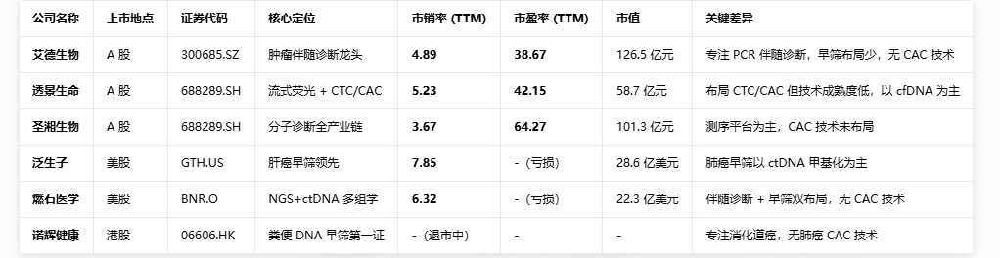 公司名称 上市地点 证券代码 核心定位 市销率 (TTM) 市盈率 (TTM) 市值 关键差异
艾德生物 A 股 300685.SZ 肿瘤伴随诊断龙头 4.89 38.67 126.5 亿元 专注 PCR 伴随诊断，早筛布局少，无 CAC 技术
透景生命 A 股 688289.SH 流式荧光 + CTC/CAC 5.23 42.15 58.7 亿元 布局 CTC/CAC 但技术成熟度低，以 cfDNA 为主
圣湘生物 A 股 688289.SH 分子诊断全产业链 3.67 64.27 101.3 亿元 测序平台为主，CAC 技术未布局
泛生子 美股 GTH.US 肝癌早筛领先 7.85 -（亏损） 28.6 亿美元 肺癌早筛以 ctDNA 甲基化为主
燃石医学 美股 BNR.O NGS+ctDNA 多组学 6.32 -（亏损） 22.3 亿美元 伴随诊断 + 早筛双布局，无 CAC 技术
诺辉健康 港股 06606.HK 粪便 DNA 早筛第一证 -（退市中） - - 专注消化道癌，无肺癌 CAC 技术